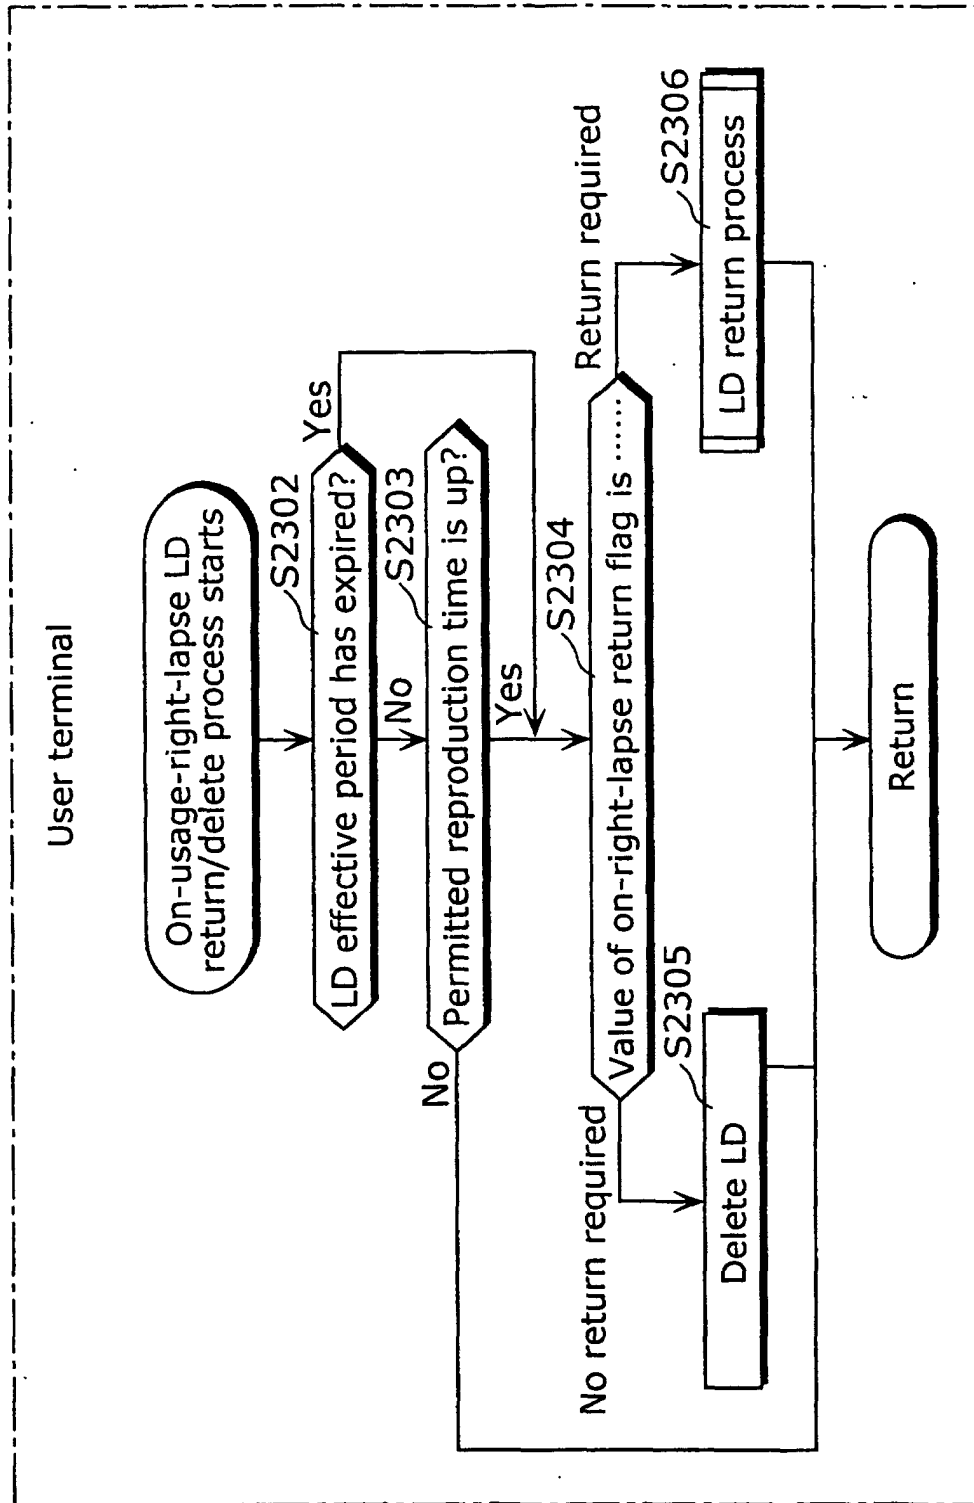 User terminal
On-usage-right-lapse LD
return/delete process starts
S2302
LD effective period has expired?
Yes
No
S2303
Permitted reproduction time is up?
No
Yes
S2304
Value of on-right-lapse return flag is ......
No return required
Return required
S2305
Delete LD
S2306
LD return process
Return